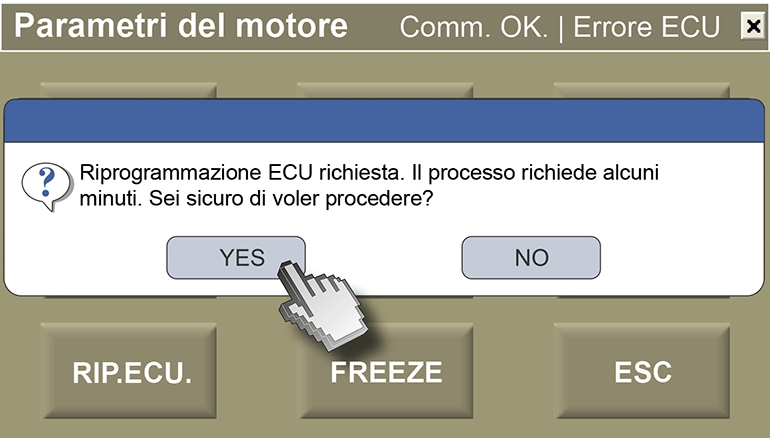 Parametri del motore Comm. OK. | Errore ECU
? Riprogrammazione ECU richiesta. Il processo richiede alcuni
minuti. Sei sicuro di voler procedere?
YES NO
RIP.ECU. FREEZE ESC